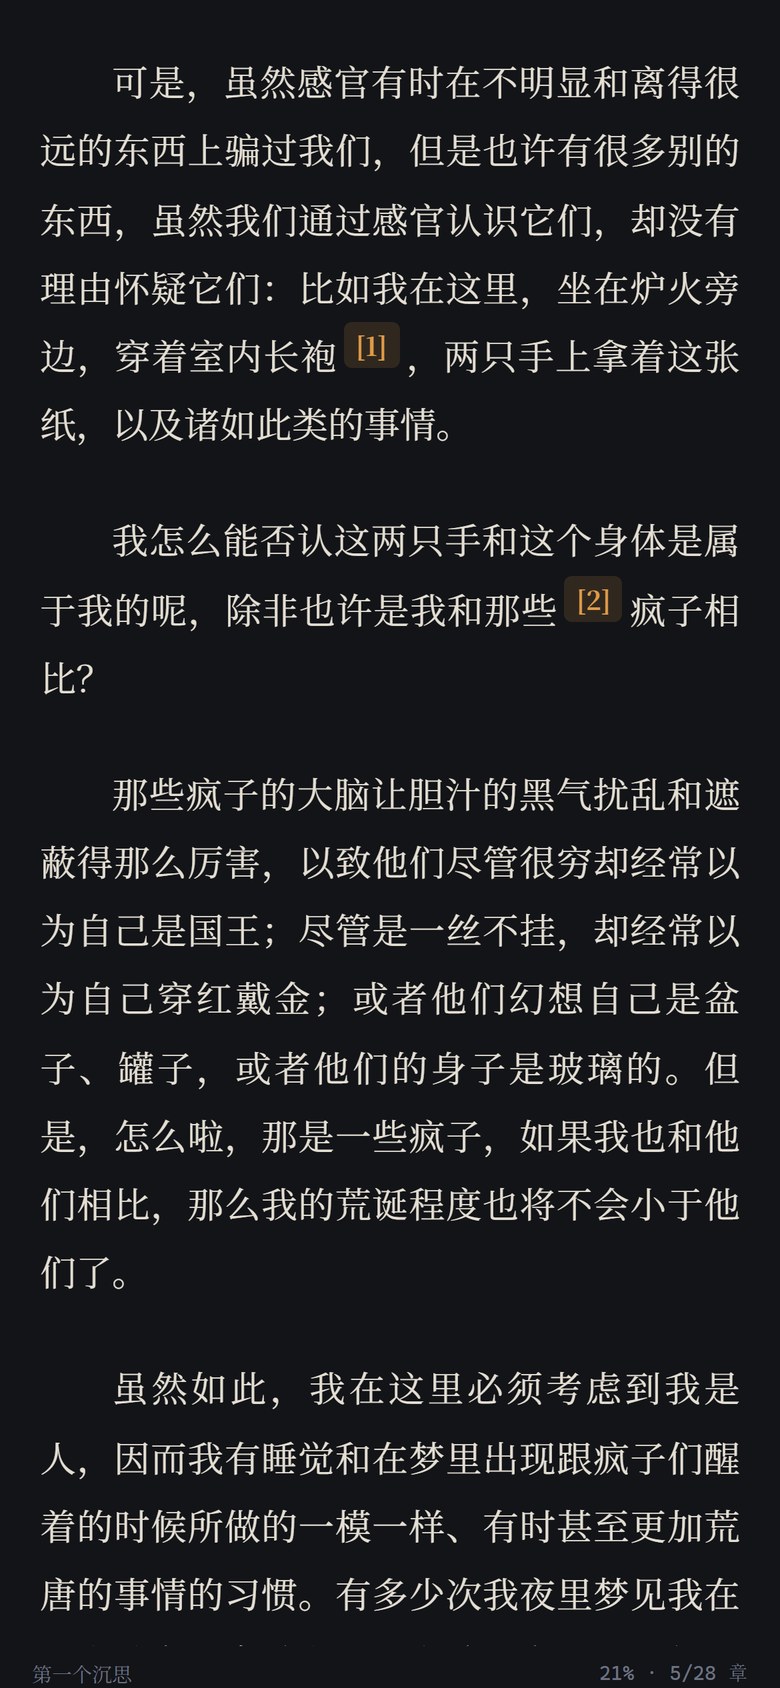 可是，虽然感官有时在不明显和离得很
远的东西上骗过我们，但是也许有很多别的
东西，虽然我们通过感官认识它们，却没有
理由怀疑它们：比如我在这里，坐在炉火旁
边，穿着室内长袍[1]，两只手上拿着这张
纸，以及诸如此类的事情。
我怎么能否认这两只手和这个身体是属
于我的呢，除非也许是我和那些[2]疯子相
比？
那些疯子的大脑让胆汁的黑气扰乱和遮
蔽得那么厉害，以致他们尽管很穷却经常以
为自己是国王；尽管是一丝不挂，却经常以
为自己穿红戴金；或者他们幻想自己是盆
子、罐子，或者他们的身子是玻璃的。但
是，怎么啦，那是一些疯子，如果我也和他
们相比，那么我的荒诞程度也将不会小于他
们了。
虽然如此，我在这里必须考虑到我是
人，因而我有睡觉和在梦里出现跟疯子们醒
着的时候所做的一模一样、有时甚至更加荒
唐的事情的习惯。有多少次我夜里梦见我在
第一个沉思
21% · 5/28 章